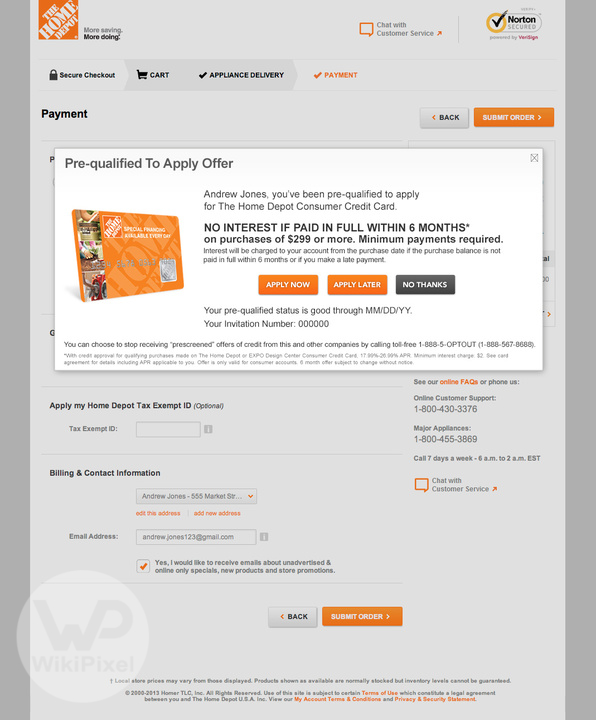 THE HOME DEPOT
More saving.
More doing.
Chat with
Customer Service
Norton
SECURED
powered by VeriSign
Secure Checkout
CART
APPLIANCE DELIVERY
PAYMENT
Payment
BACK
SUBMIT ORDER
P
Pre-qualified To Apply Offer
Andrew Jones, you've been pre-qualified to apply
for The Home Depot Consumer Credit Card.
THE HOME DEPOT
SPECIAL FINANCING
AVAILABLE EVERY DAY
NO INTEREST IF PAID IN FULL WITHIN 6 MONTHS*
on purchases of $299 or more. Minimum payments required.
Interest will be charged to your account from the purchase date if the purchase balance is not
paid in full within 6 months or if you make a late payment.
APPLY NOW
APPLY LATER
NO THANKS
Your pre-qualified status is good through MM/DD/YY.
Your Invitation Number: 000000
You can choose to stop receiving "prescreened" offers of credit from this and other companies by calling toll-free 1-888-5-OPTOUT (1-888-567-8688).
*With credit approval for qualifying purchases made on The Home Depot or EXPO Design Center Consumer Credit Card. 17.99%-26.99% APR. Minimum interest charge: $2. See card
agreement for details including APR applicable to you. Offer is only valid for consumer accounts. 6 month offer subject to change without notice.
tal
00
G
See our online FAQs or phone us:
Online Customer Support:
1-800-430-3376
Major Appliances:
1-800-455-3869
Call 7 days a week - 6 a.m. to 2 a.m. EST
Chat with
Customer Service
Apply my Home Depot Tax Exempt ID (Optional)
Tax Exempt ID:
Billing & Contact Information
Andrew Jones - 555 Market Str...
edit this address
add new address
Email Address:
andrew.jones123@gmail.com
Yes, I would like to receive emails about unadvertised &
online only specials, new products and store promotions.
BACK
SUBMIT ORDER
WP
WikiPixel
† Local store prices may vary from those displayed. Products shown as available are normally stocked but inventory levels cannot be guaranteed.
© 2000-2013 Homer TLC, Inc. All Rights Reserved. Use of this site is subject to certain Terms of Use which constitute a legal agreement
between you and The Home Depot U.S.A. Inc. View our My Account Terms & Conditions and Privacy & Security Statement.